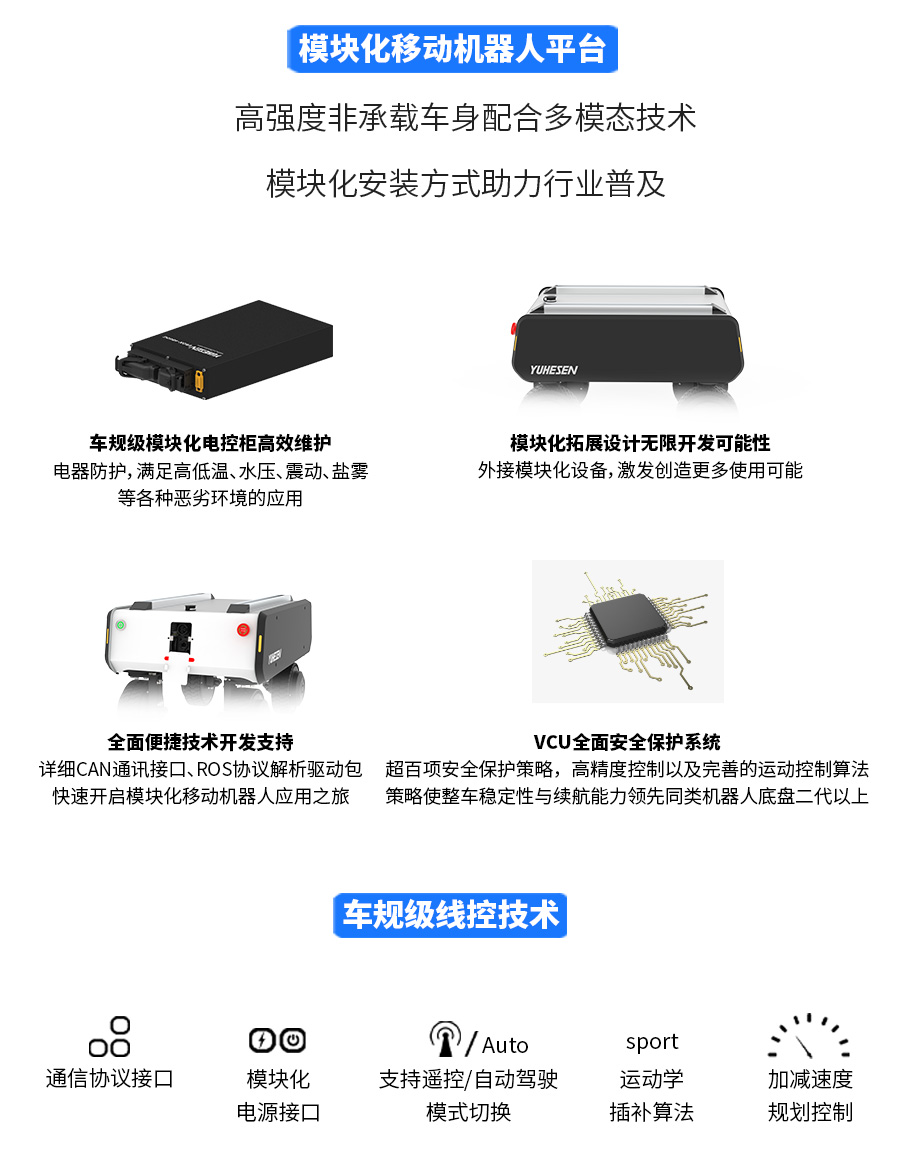 模块化移动机器人平台
高强度非承载车身配合多模态技术
模块化安装方式助力行业普及
YUHESEN
YUHESEN
车规级模块化电控柜高效维护
电器防护,满足高低温、水压、震动、盐雾
等各种恶劣环境的应用
模块化拓展设计无限开发可能性
外接模块化设备,激发创造更多使用可能
YUHESEN
全面便捷技术开发支持
详细CAN通讯接口、ROS协议解析驱动包
快速开启模块化移动机器人应用之旅
VCU全面安全保护系统
超百项安全保护策略，高精度控制以及完善的运动控制算法
策略使整车稳定性与续航能力领先同类机器人底盘二代以上
车规级线控技术
/ Auto
sport
通信协议接口
模块化
电源接口
支持遥控/自动驾驶
模式切换
运动学
插补算法
加减速度
规划控制